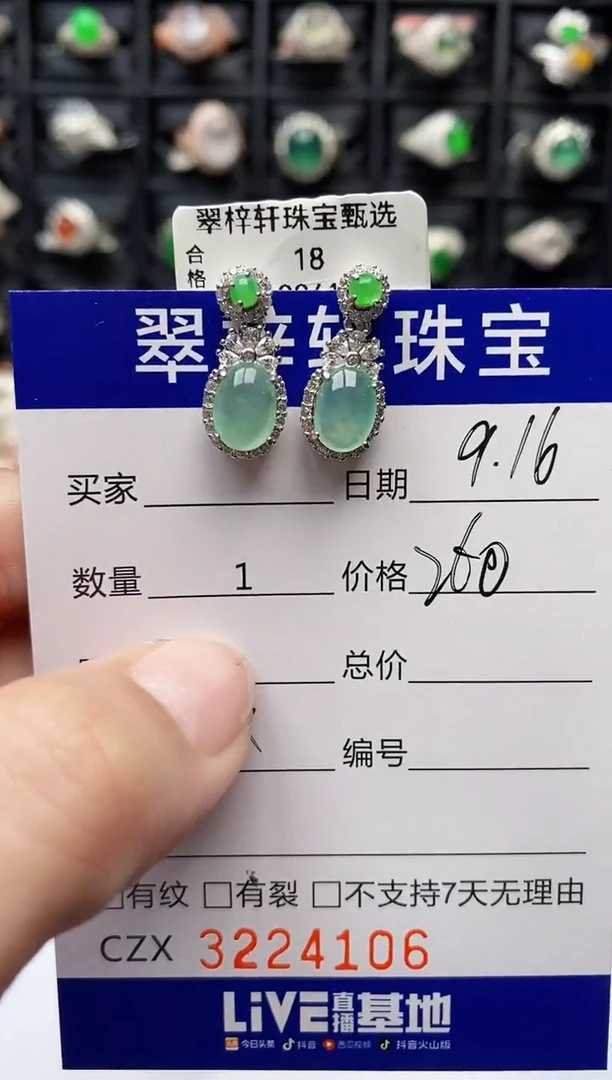 翠梓轩珠宝甄选
合格
18
翠梓轩珠宝
买家 日期 9.16
数量 1 价格 260
总价
编号
□有纹 □有裂 □不支持7天无理由
CZX 3224106
LiVE直播基地
今日头条 抖音 西瓜视频 抖音火山版